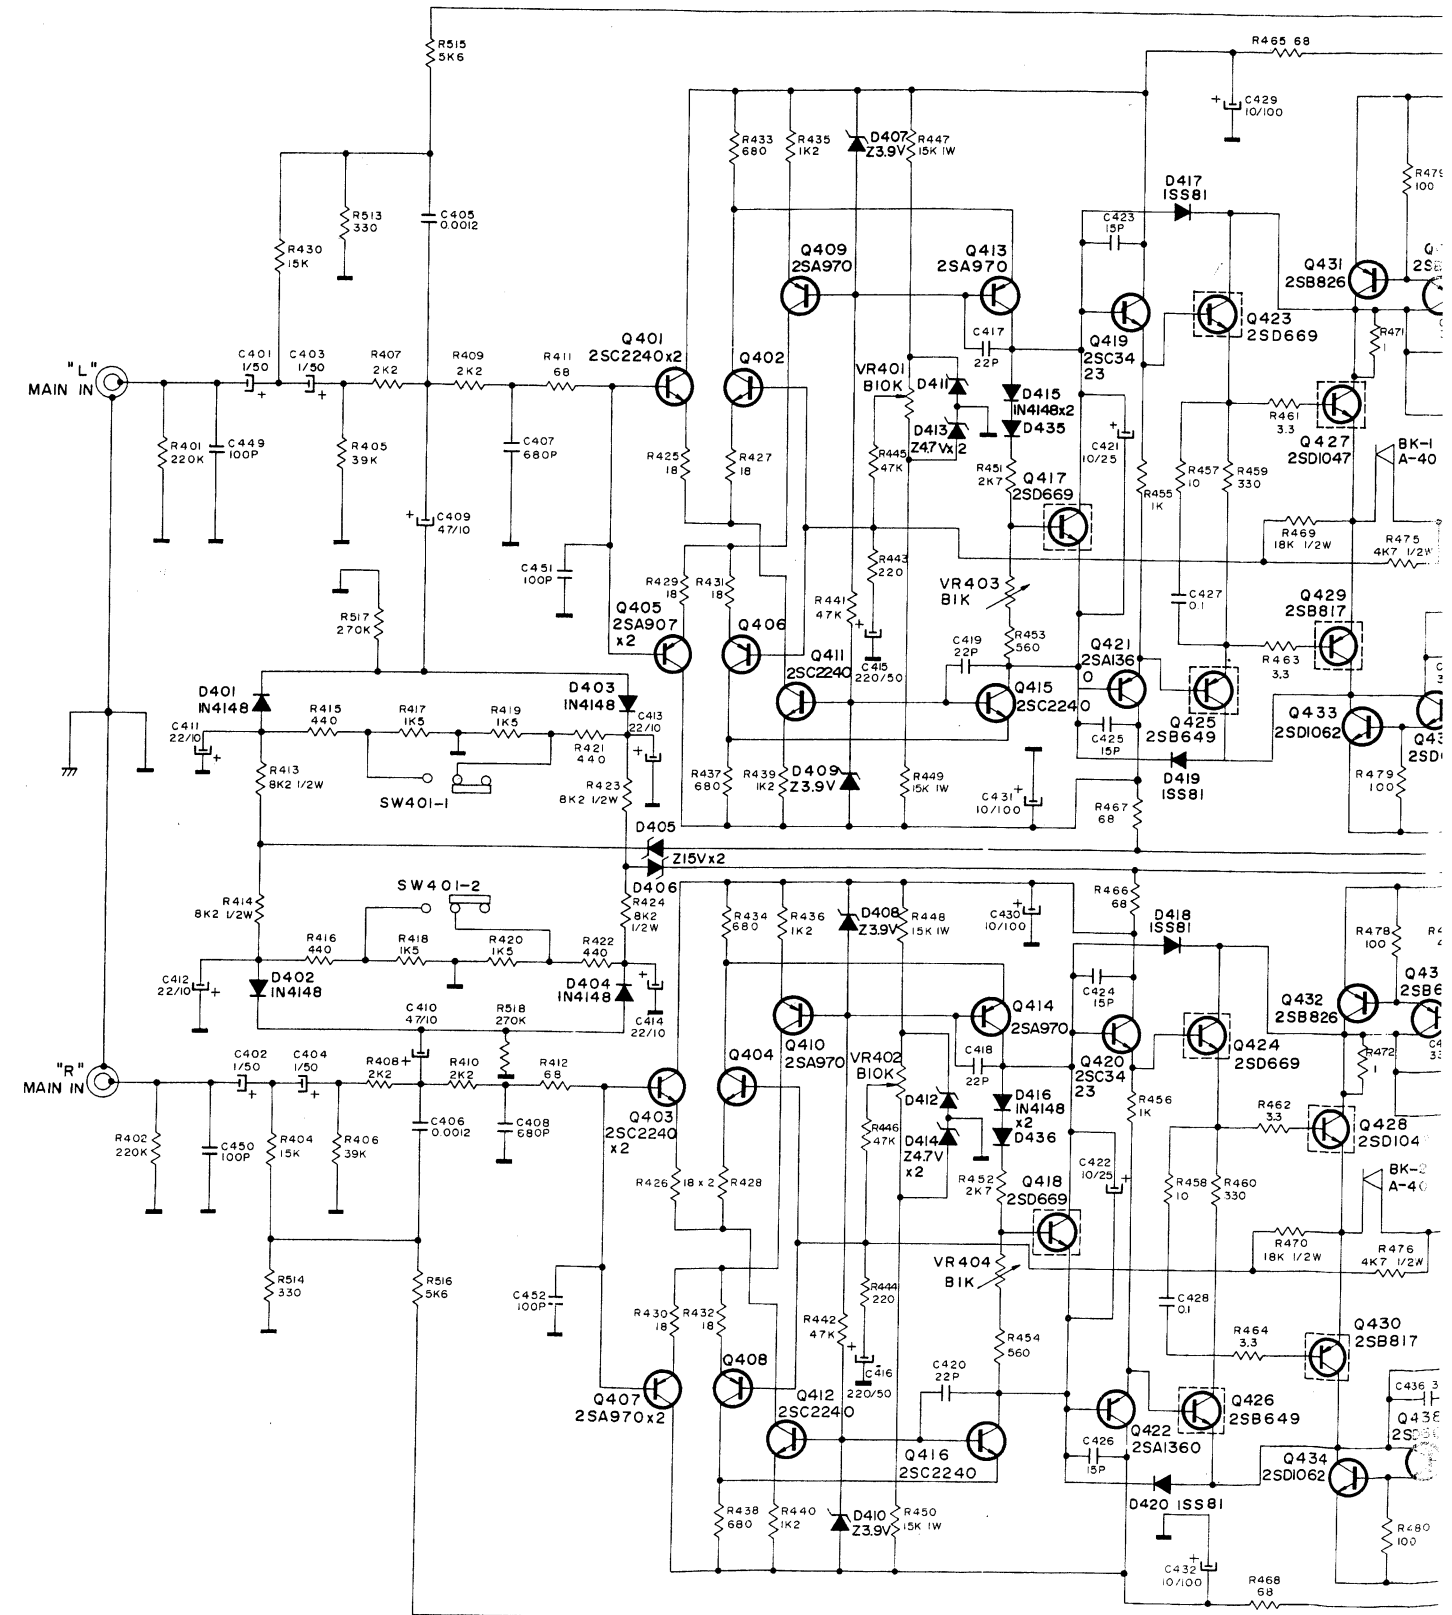 R515
5K6
R465 68
C429
+
10/100
R433
680
R435
1K2
D407
Z3.9V
R447
15K 1W
R479
100
D417
1SS81
R513
330
C405
0.0012
R430
15K
C423
15P
Q409
2SA970
Q413
2SA970
Q431
2SB826
Q423
2SD669
Q401
2SC2240x2
Q402
C417
22P
Q419
2SC34
23
R471
1
"L"
MAIN IN
C401
1/50
+
C403
1/50
+
R407
2K2
R409
2K2
R411
68
VR401
B10K
D411
D415
1N4148x2
D413
Z4.7Vx2
D435
R461
3.3
Q427
2SD1047
BK-1
A-40
R401
220K
C449
100P
R405
39K
C407
680P
R425
18
R427
18
R445
47K
R451
2K7
Q417
2SD669
C421
10/25
+
R455
1K
R457
10
R459
330
C409
47/10
+
R469
18K 1/2W
R475
4K7 1/2W
C451
100P
R443
220
R517
270K
R429
18
R431
18
R441
47K
VR403
B1K
C427
0.1
Q429
2SB817
Q405
2SA907
x2
Q406
Q411
2SC2240
C415
220/50
+
C419
22P
R453
560
Q421
2SA136
0
R463
3.3
D401
1N4148
D403
1N4148
Q415
2SC2240
Q425
2SB649
Q433
2SD1062
C411
22/10
+
R415
440
R417
1K5
R419
1K5
R421
440
C413
22/10
+
C425
15P
R413
8K2 1/2W
SW401-1
R423
8K2 1/2W
R437
680
R439
1K2
D409
Z3.9V
R449
15K 1W
C431
10/100
+
D419
1SS81
R467
68
R479
100
D405
Z15Vx2
D406
R414
8K2 1/2W
SW401-2
R424
8K2
1/2W
R434
680
R436
1K2
D408
Z3.9V
R448
15K 1W
C430
10/100
+
R466
68
D418
1SS81
R478
100
R416
440
R418
1K5
R420
1K5
R422
440
C412
22/10
+
D402
1N4148
D404
1N4148
C414
22/10
+
C424
15P
Q432
2SB826
Q410
2SA970
Q414
2SA970
Q424
2SD669
C410
47/10
+
R518
270K
"R"
MAIN IN
C402
1/50
+
C404
1/50
+
R408
2K2
R410
2K2
R412
68
Q404
VR402
B10K
C418
22P
Q420
2SC34
23
R472
1
Q403
2SC2240
x2
D412
D416
1N4148
x2
D414
Z4.7V
x2
D436
R456
1K
R462
3.3
Q428
2SD104
R402
220K
C450
100P
R404
15K
R406
39K
C406
0.0012
C408
680P
R446
47K
R426
18 x 2
R428
R452
2K7
Q418
2SD669
C422
10/25
+
R458
10
R460
330
BK-2
A-40
R470
18K 1/2W
R476
4K7 1/2W
R514
330
R516
5K6
C452
100P
R430
18
R432
18
R444
220
R442
47K
VR404
B1K
C428
0.1
Q430
2SB817
Q408
C416
220/50
+
R454
560
R464
3.3
C420
22P
Q407
2SA970x2
Q412
2SC2240
Q416
2SC2240
Q422
2SA1360
Q426
2SB649
C436
Q438
C426
15P
Q434
2SD1062
R438
680
R440
1K2
D410
Z3.9V
R450
15K 1W
D420 1SS81
C432
10/100
+
R480
100
R468
68